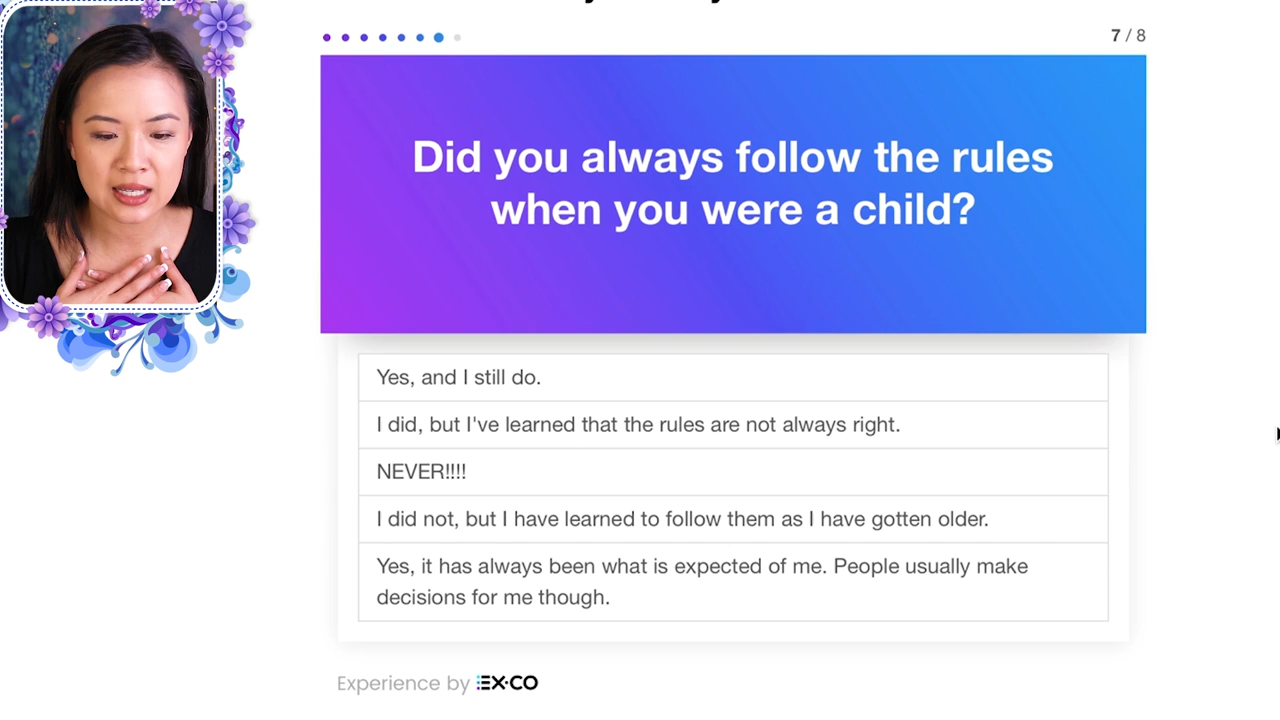 7 / 8
Did you always follow the rules
when you were a child?
Yes, and I still do.
I did, but I've learned that the rules are not always right.
NEVER!!!!
I did not, but I have learned to follow them as I have gotten older.
Yes, it has always been what is expected of me. People usually make
decisions for me though.
Experience by EX.CO